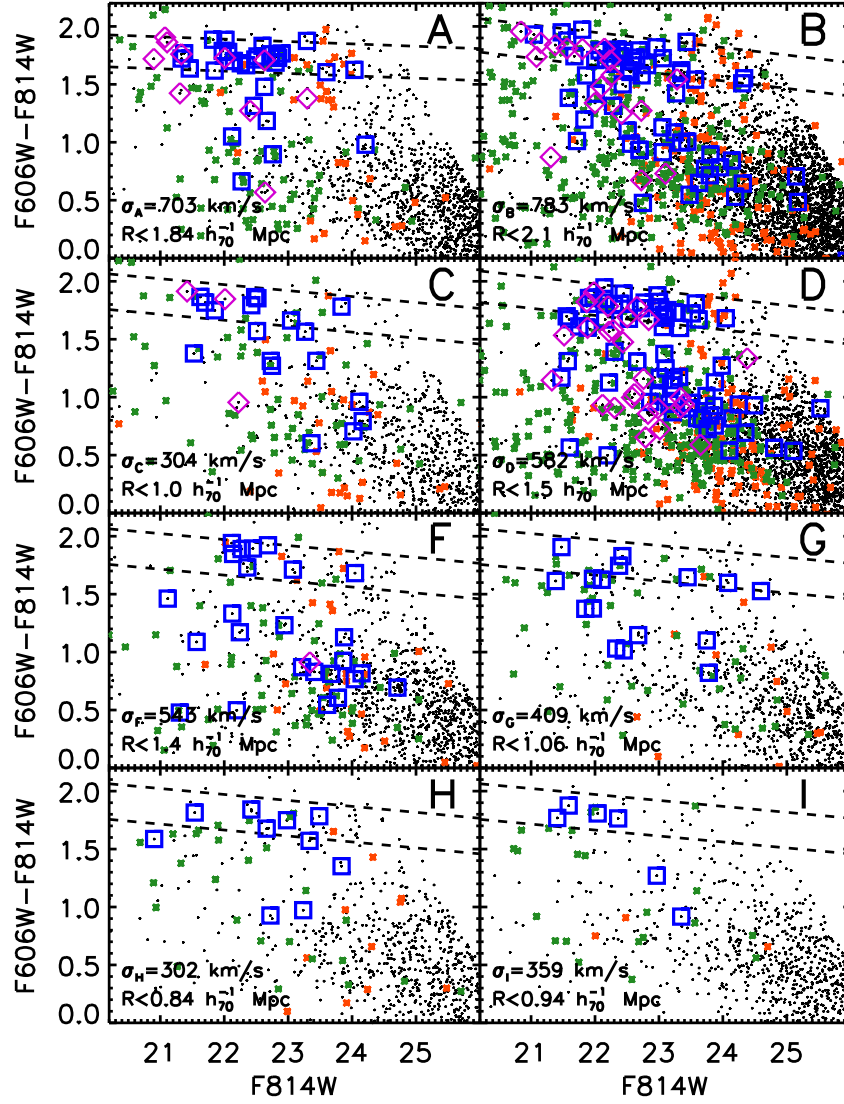 2.0
1.5
1.0
0.5
0.0
F606W−F814W
A
σA=703 km/s
R<1.84 h70−1 Mpc
B
σB=783 km/s
R<2.1 h70−1 Mpc
2.0
1.5
1.0
0.5
0.0
F606W−F814W
C
σC=304 km/s
R<1.0 h70−1 Mpc
D
σD=582 km/s
R<1.5 h70−1 Mpc
2.0
1.5
1.0
0.5
0.0
F606W−F814W
F
σF=543 km/s
R<1.4 h70−1 Mpc
G
σG=409 km/s
R<1.06 h70−1 Mpc
2.0
1.5
1.0
0.5
0.0
F606W−F814W
H
σH=302 km/s
R<0.84 h70−1 Mpc
I
σI=359 km/s
R<0.94 h70−1 Mpc
21 22 23 24 25
21 22 23 24 25
F814W
F814W